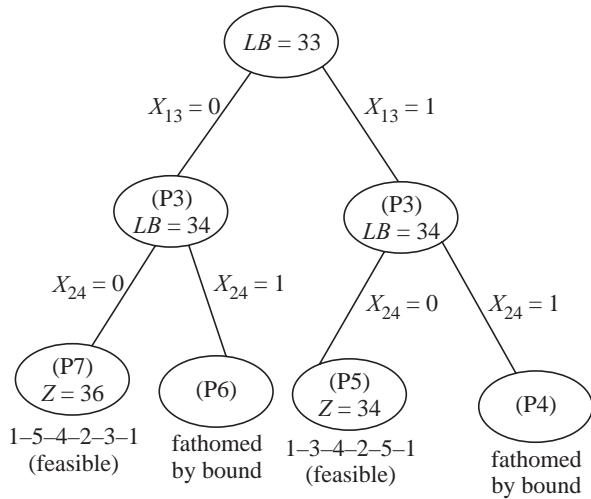 LB = 33
X13 = 0
X13 = 1
(P3)
LB = 34
(P3)
LB = 34
X24 = 0
X24 = 1
X24 = 0
X24 = 1
(P7)
Z = 36
(P6)
(P5)
Z = 34
(P4)
1–5–4–2–3–1
(feasible)
fathomed
by bound
1–3–4–2–5–1
(feasible)
fathomed
by bound